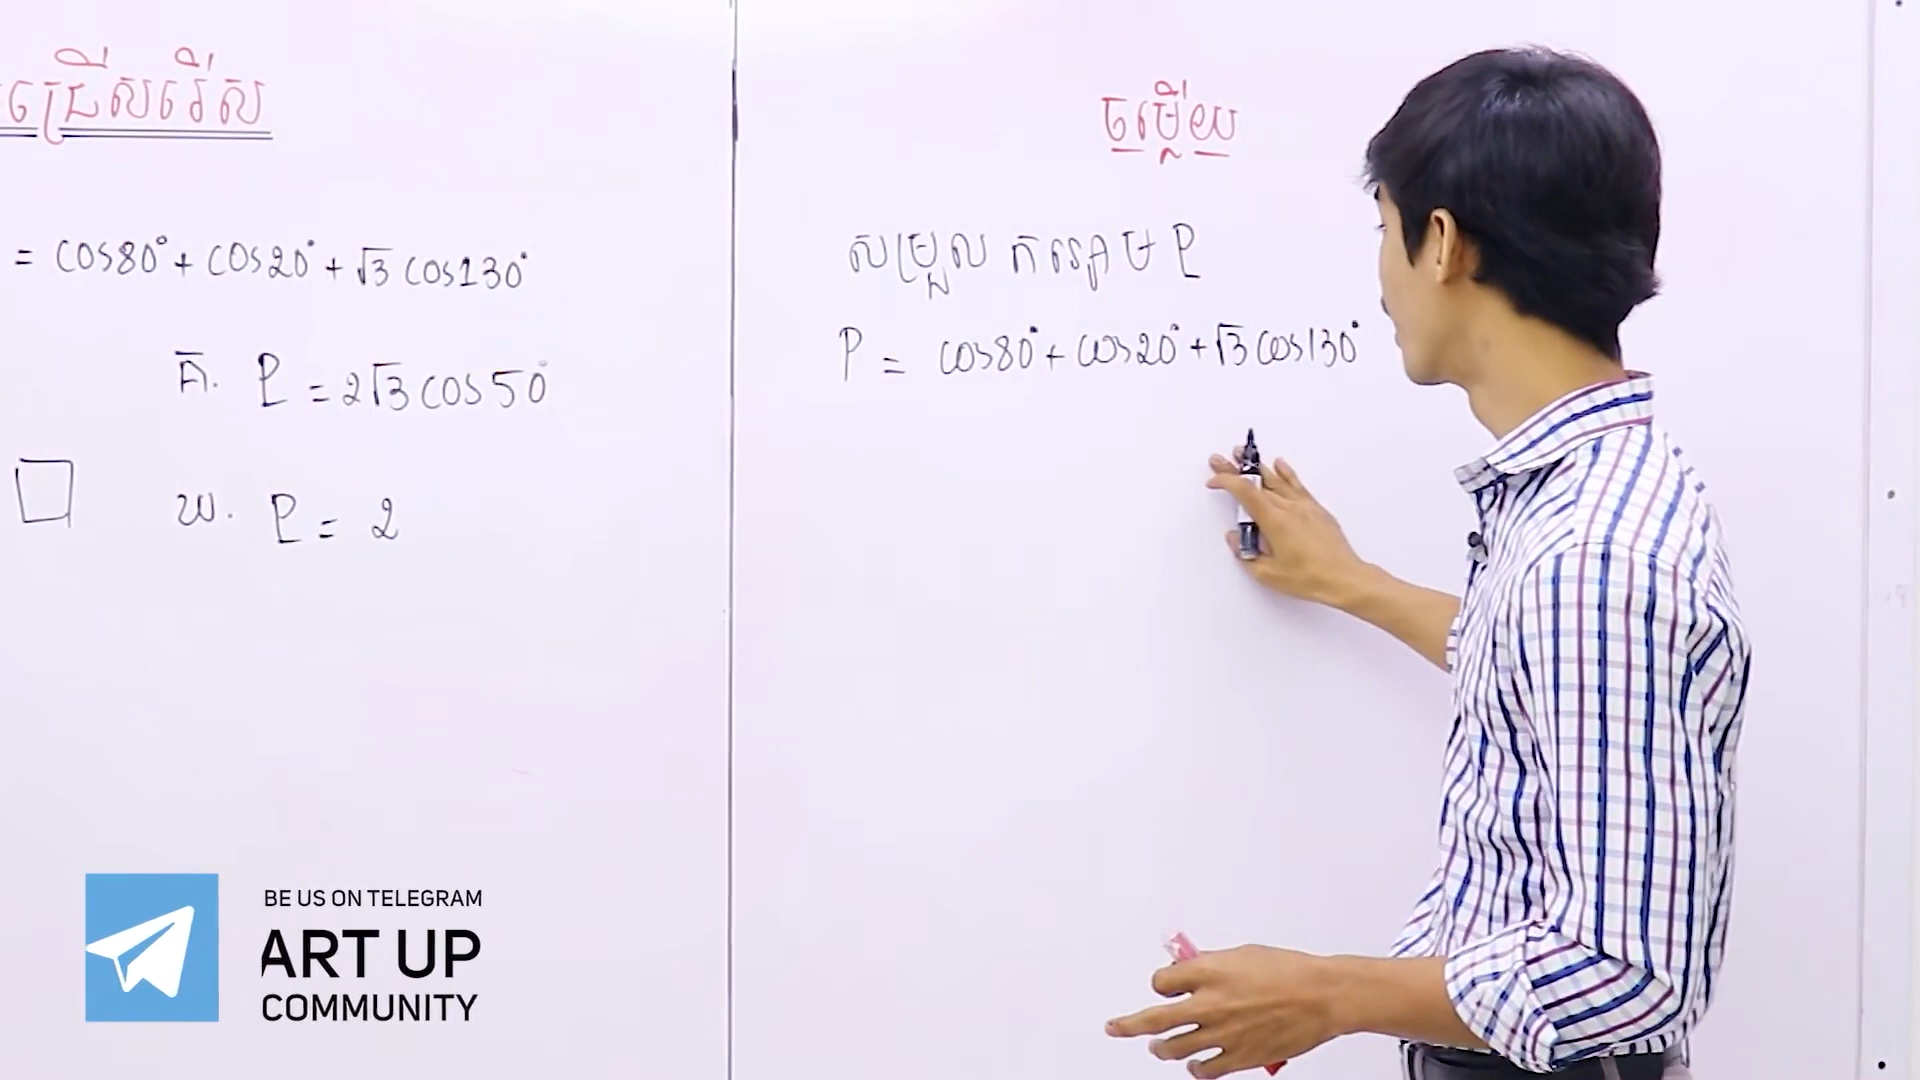 ជ្រើសរើស
= cos80° + cos20° + √3 cos130°
គ. P = 2√3 cos50°
ឃ. P = 2
ចម្លើយ
សម្រួលកន្សោម P
P = cos80° + cos20° + √3 cos130°
BE US ON TELEGRAM
ART UP
COMMUNITY